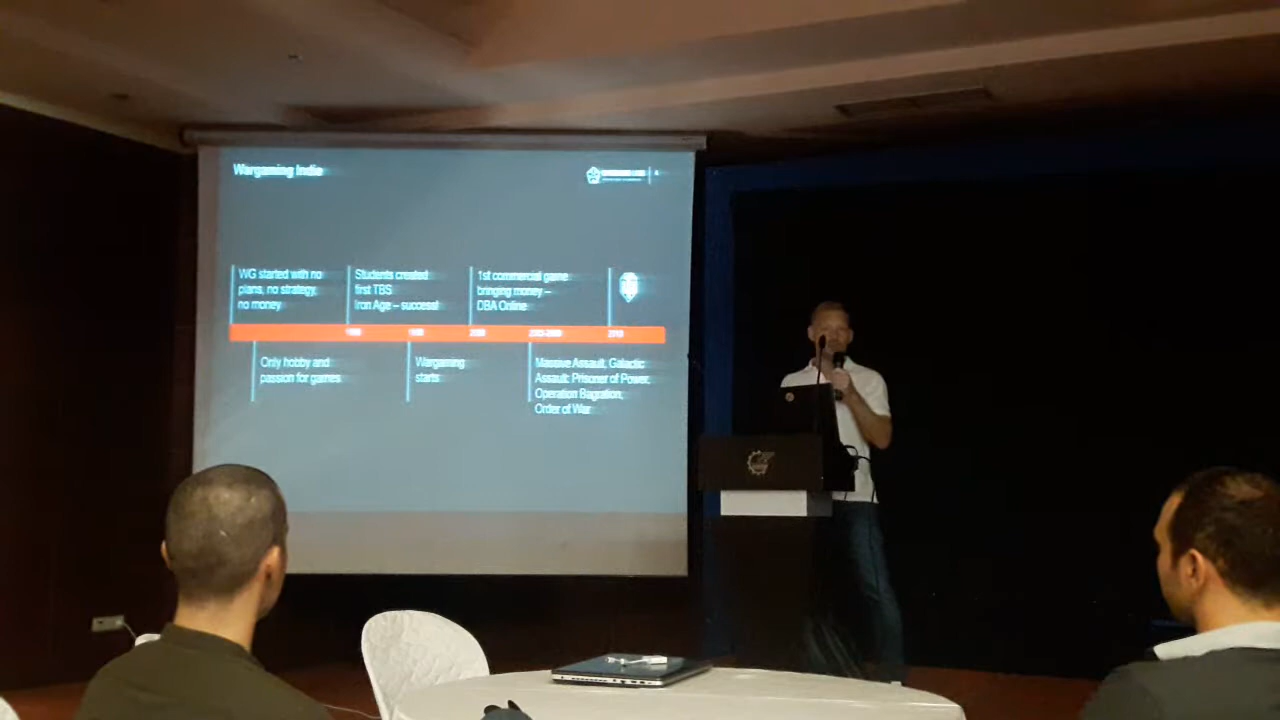 Wargaming Indie
WG started with no
plans, no strategy,
no money
Students created
first TBS
Iron Age – success!
1st commercial game
bringing money –
DBA Online
Only hobby and
passion for games
Wargaming
starts
Massive Assault, Galactic
Assault: Prisoner of Power,
Operation Bagration,
Order of War